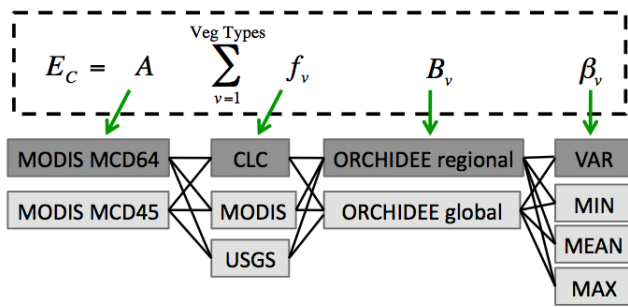 Veg Types
E_C = A ∑ f_v B_v β_v
v=1
MODIS MCD64 CLC ORCHIDEE regional VAR
MODIS MCD45 MODIS ORCHIDEE global MIN
USGS MEAN
MAX